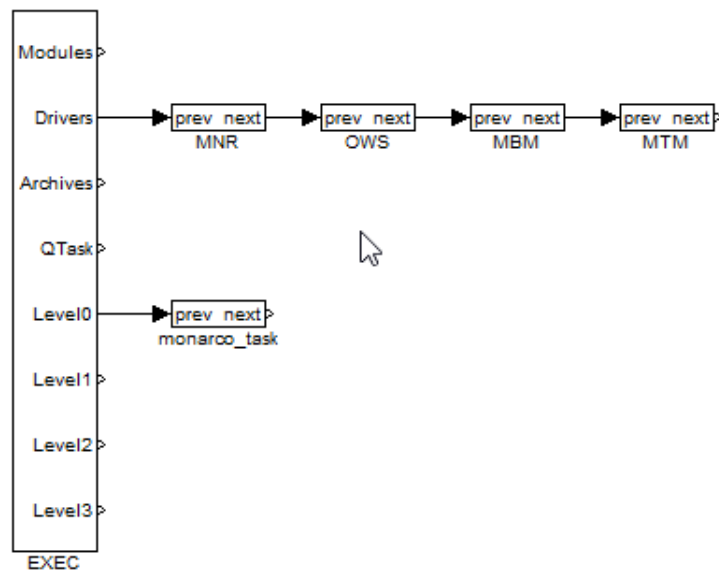 Modules
Drivers prev next prev next prev next prev next
MNR OWS MBM MTM
Archives
QTask
Level0 prev next
monarco_task
Level1
Level2
Level3
EXEC